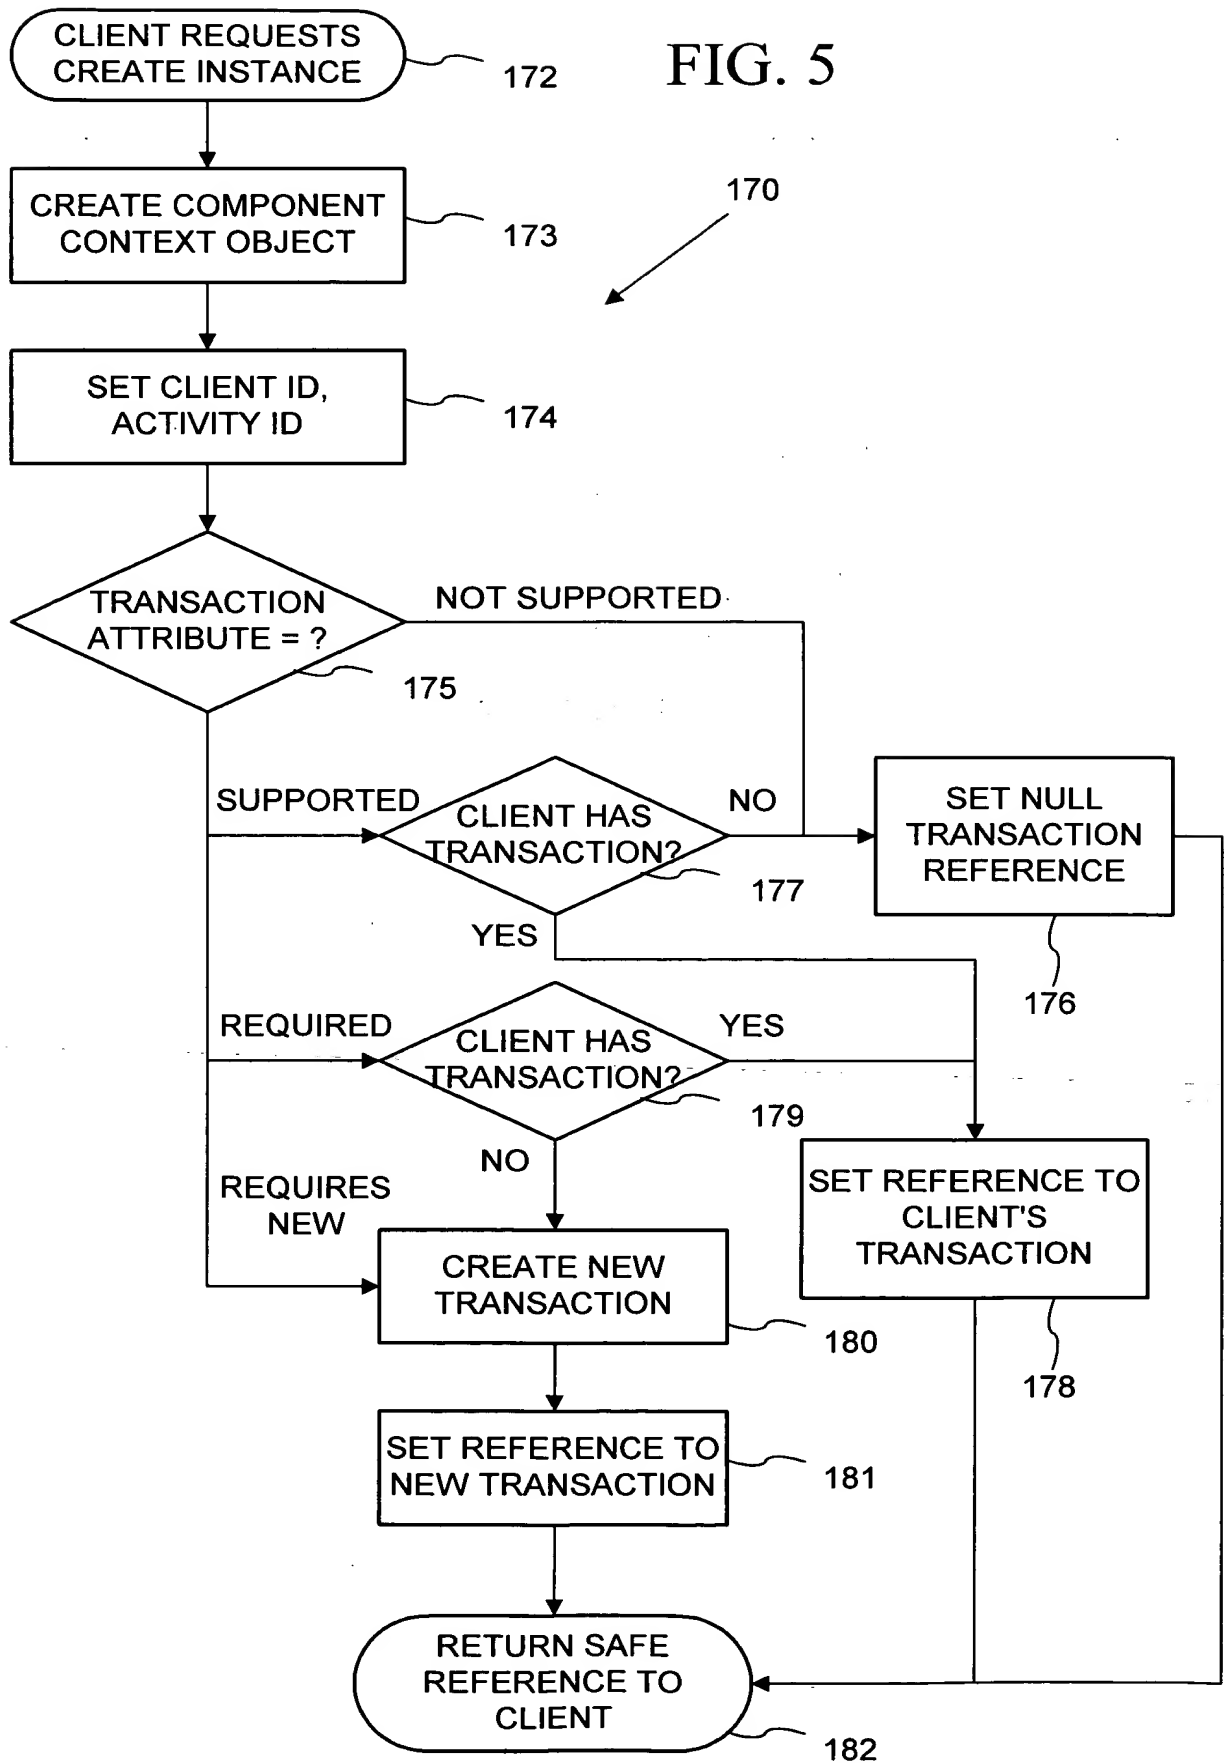 CLIENT REQUESTS
CREATE INSTANCE
172
FIG. 5
170
CREATE COMPONENT
CONTEXT OBJECT
173
SET CLIENT ID,
ACTIVITY ID
174
TRANSACTION
ATTRIBUTE = ?
175
NOT SUPPORTED
SUPPORTED
CLIENT HAS
TRANSACTION?
177
NO
YES
SET NULL
TRANSACTION
REFERENCE
176
REQUIRED
CLIENT HAS
TRANSACTION?
179
YES
NO
REQUIRES
NEW
SET REFERENCE TO
CLIENT'S
TRANSACTION
178
CREATE NEW
TRANSACTION
180
SET REFERENCE TO
NEW TRANSACTION
181
RETURN SAFE
REFERENCE TO
CLIENT
182